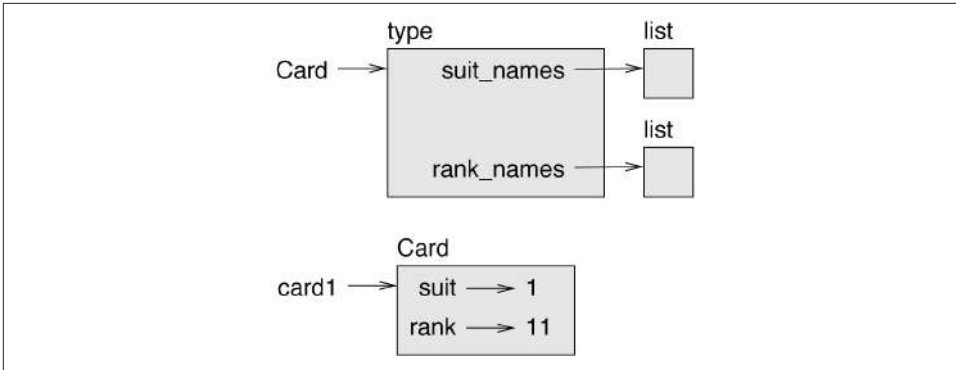 type
list
Card
suit_names
list
rank_names
Card
card1
suit
1
rank
11